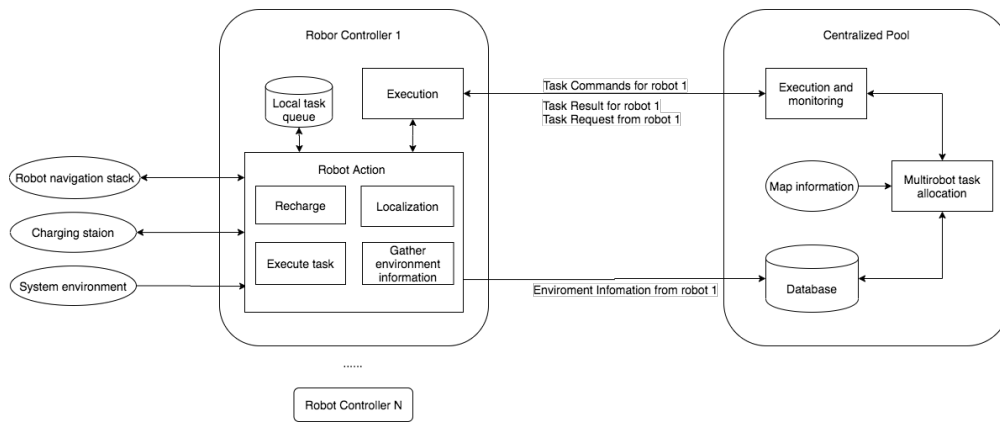 Robor Controller 1
Centralized Pool
Local task
queue
Execution
Task Commands for robot 1
Task Result for robot 1
Task Request from robot 1
Execution and
monitoring
Robot Action
Robot navigation stack
Recharge
Localization
Map information
Multirobot task
allocation
Charging staion
Execute task
Gather
environment
information
System environment
Enviroment Infomation from robot 1
Database
......
Robot Controller N